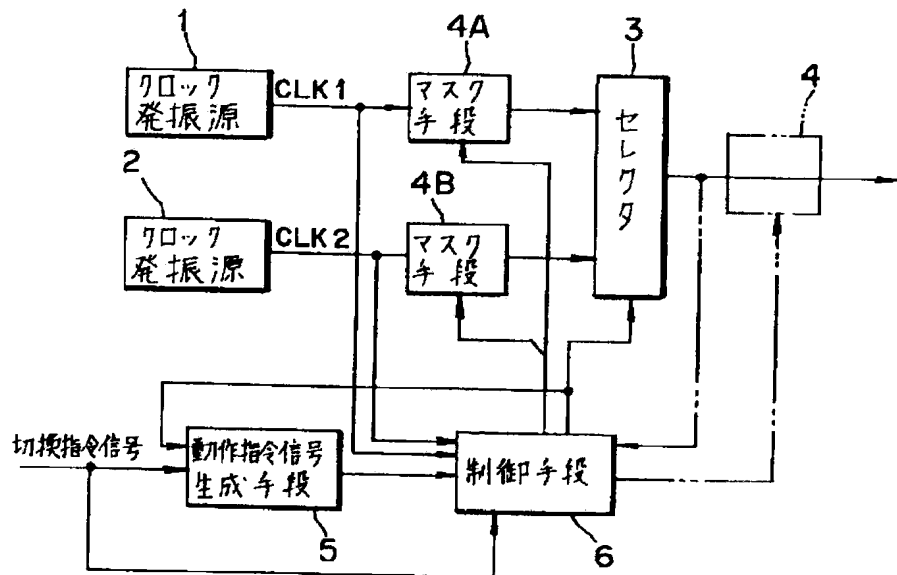 1
クロック
発振源
CLK1
4A
マスク
手段
3
セレクタ
4
2
クロック
発振源
CLK2
4B
マスク
手段
切換指令信号
動作指令信号
生成手段
5
制御手段
6